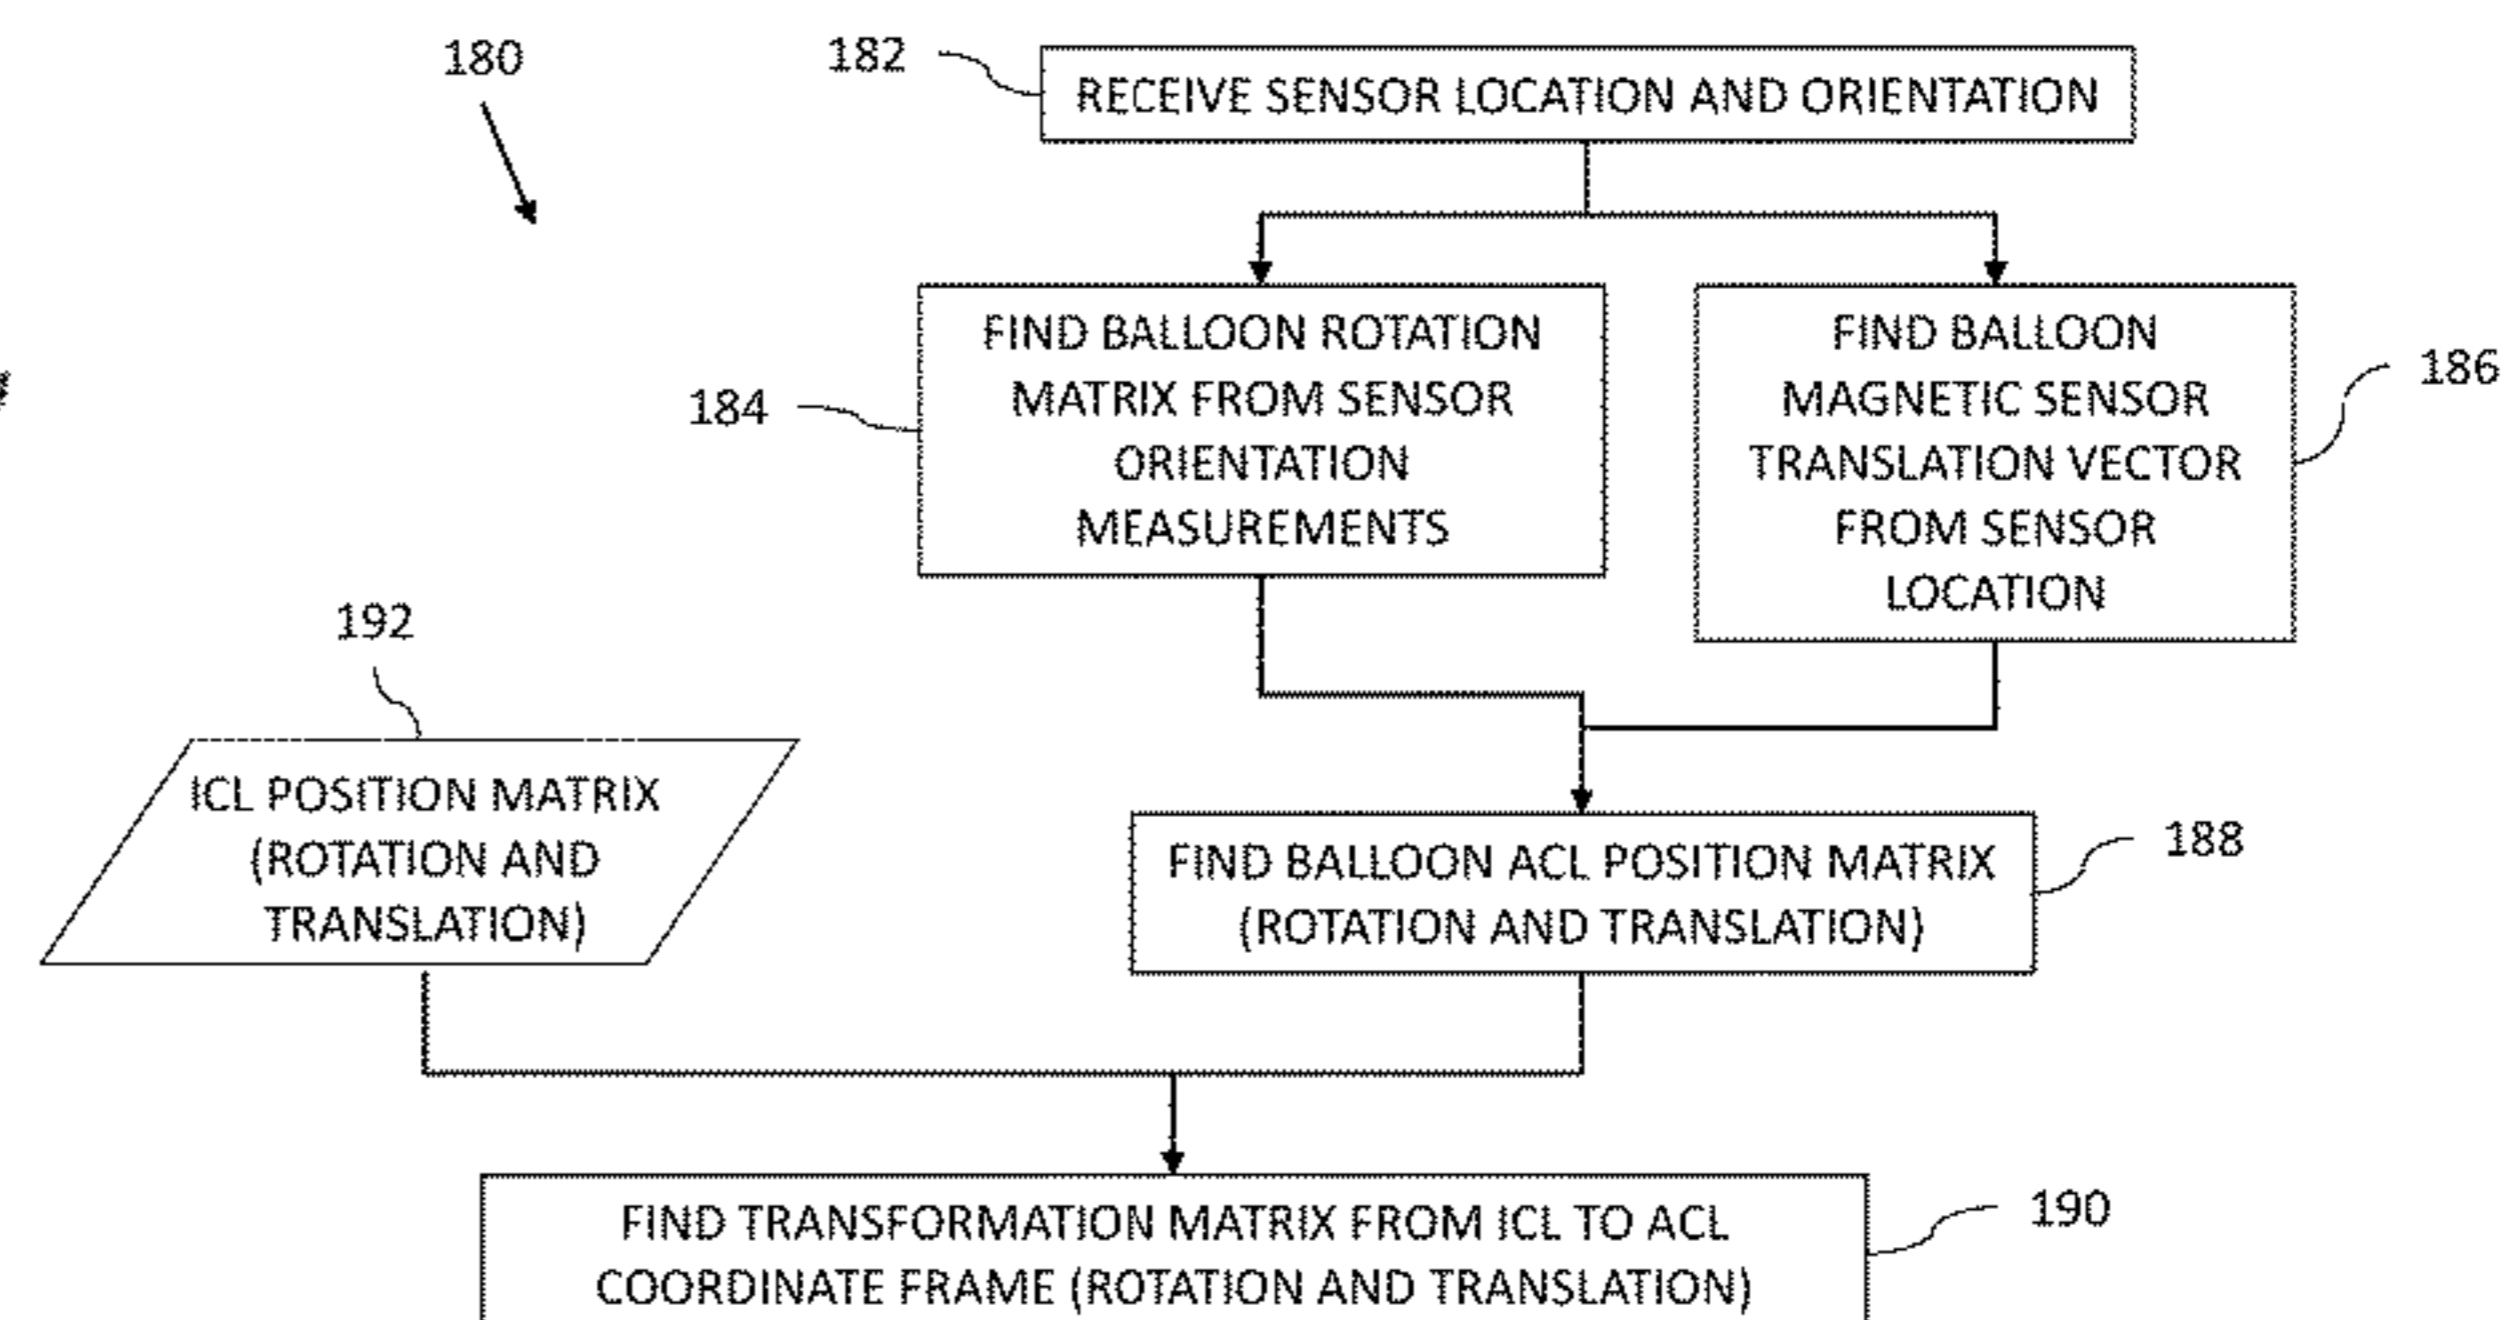 180
182
RECEIVE SENSOR LOCATION AND ORIENTATION
184
FIND BALLOON ROTATION
MATRIX FROM SENSOR
ORIENTATION
MEASUREMENTS
FIND BALLOON
MAGNETIC SENSOR
TRANSLATION VECTOR
FROM SENSOR
LOCATION
186
192
ICL POSITION MATRIX
(ROTATION AND
TRANSLATION)
FIND BALLOON ACL POSITION MATRIX
(ROTATION AND TRANSLATION)
188
FIND TRANSFORMATION MATRIX FROM ICL TO ACL
COORDINATE FRAME (ROTATION AND TRANSLATION)
190